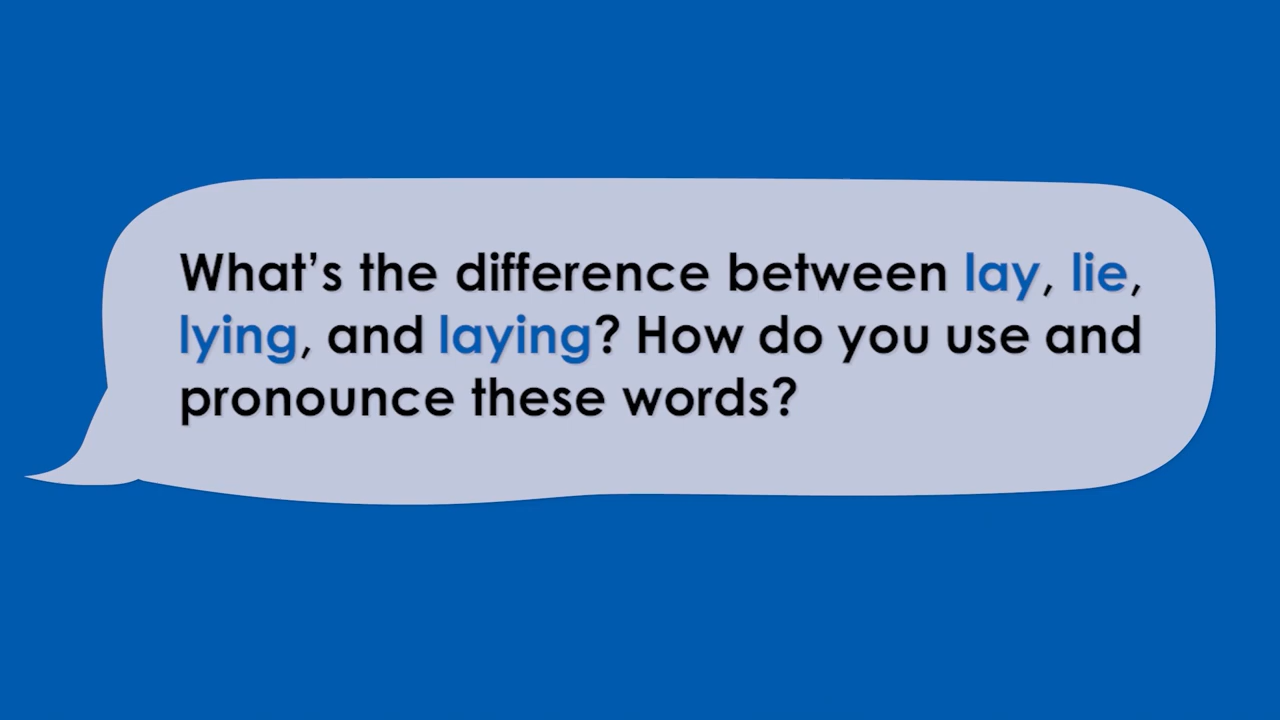 What’s the difference between lay, lie,
lying, and laying? How do you use and
pronounce these words?